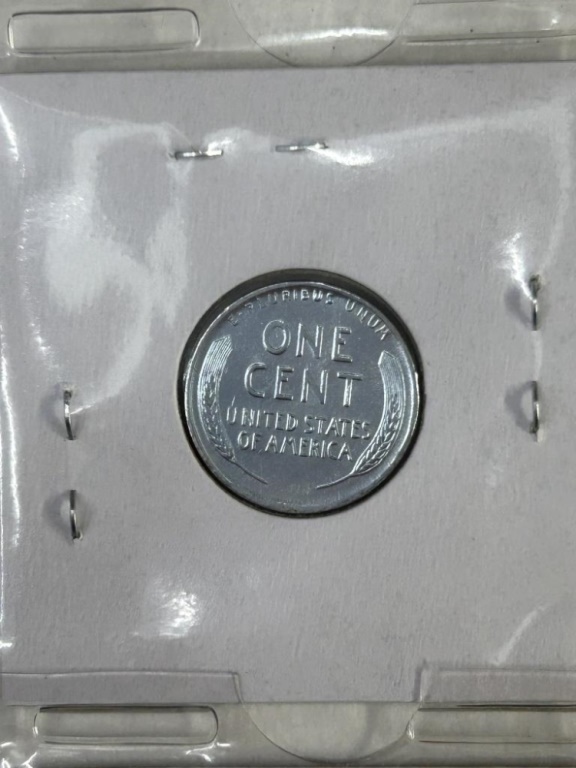 E·PLURIBUS UNUM
ONE
CENT
UNITED STATES
OF AMERICA